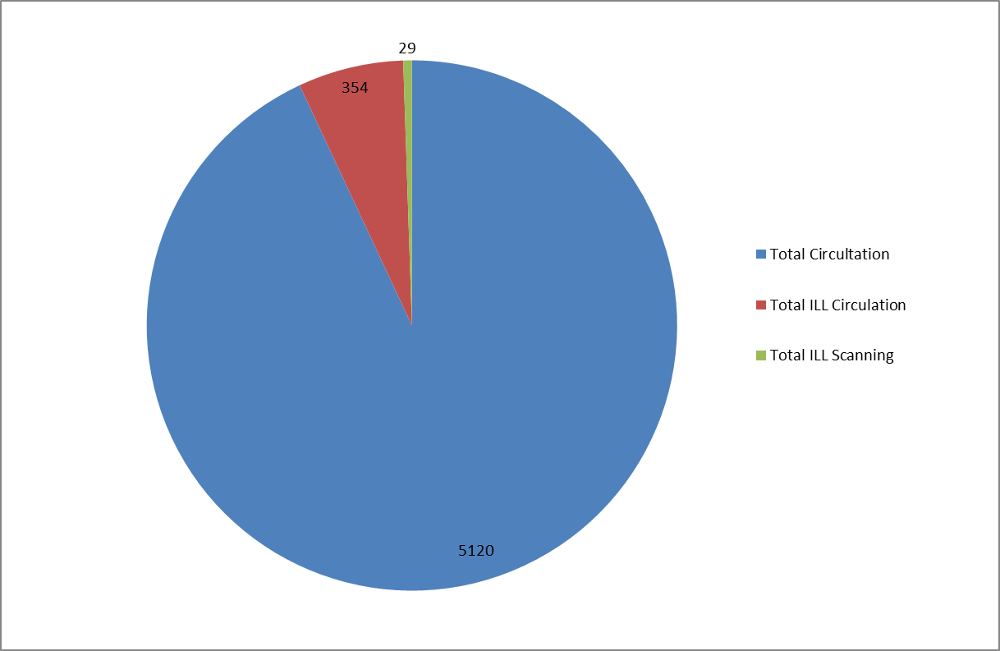 29
354
Total Circultation
Total ILL Circulation
Total ILL Scanning
5120